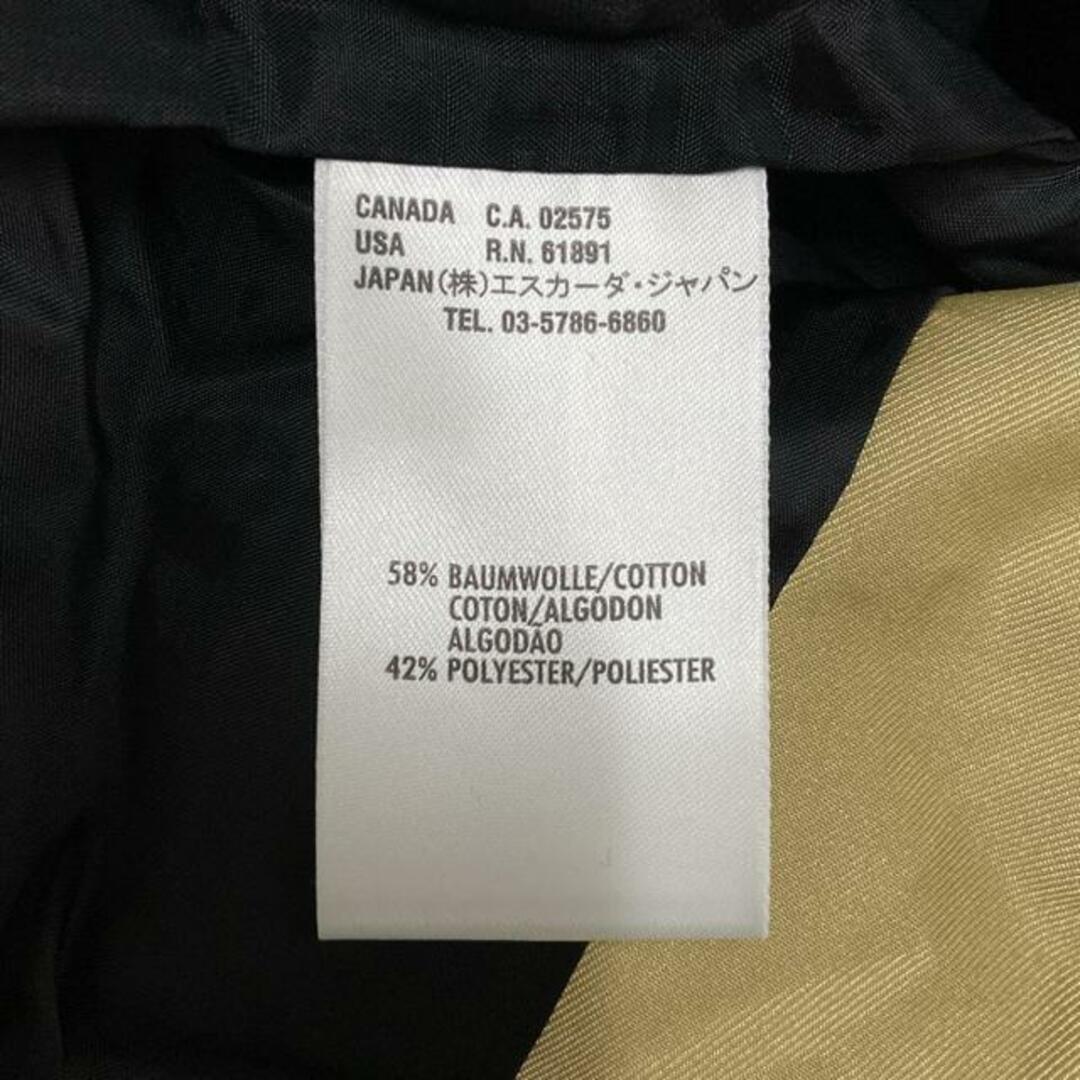 CANADA C.A. 02575
USA R.N. 61891
JAPAN(株)エスカーダ・ジャパン
TEL. 03-5786-6860
58% BAUMWOLLE/COTTON
COTON/ALGODON
ALGODÃO
42% POLYESTER/POLIESTER